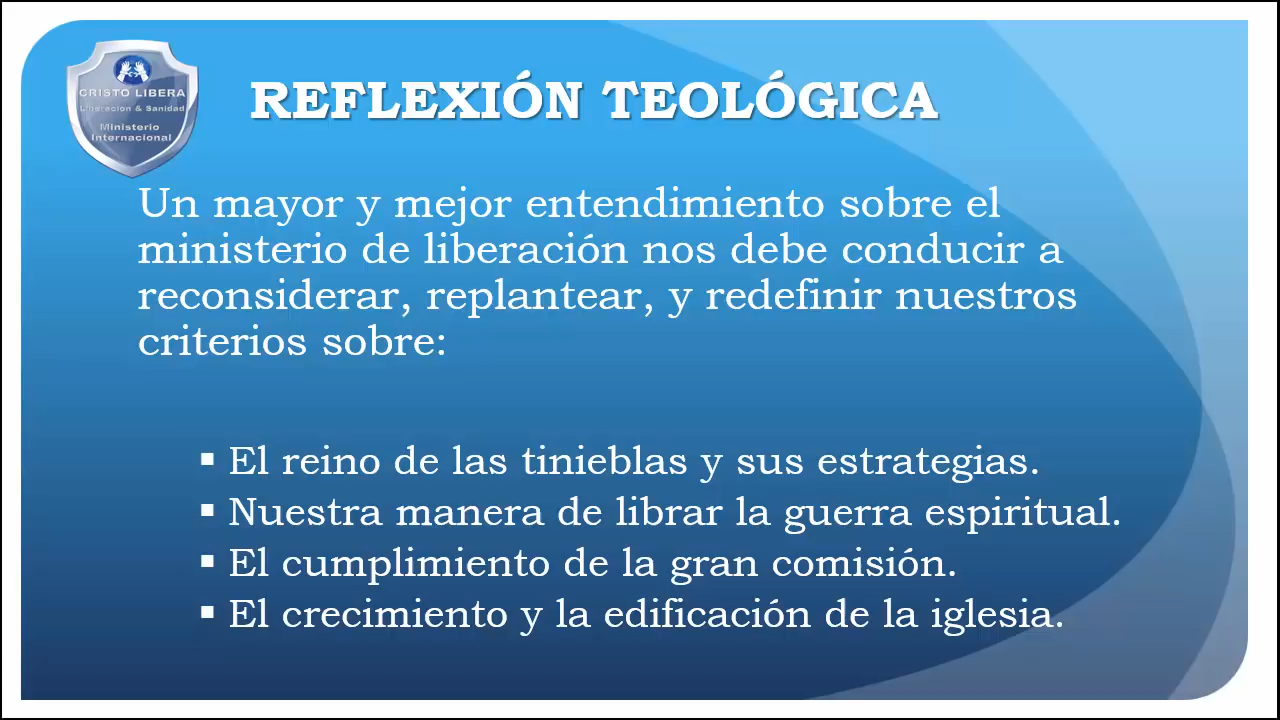 CRISTO LIBERA
Liberación & Sanidad
Ministerio
Internacional
REFLEXIÓN TEOLÓGICA
Un mayor y mejor entendimiento sobre el
ministerio de liberación nos debe conducir a
reconsiderar, replantear, y redefinir nuestros
criterios sobre:
▪ El reino de las tinieblas y sus estrategias.
▪ Nuestra manera de librar la guerra espiritual.
▪ El cumplimiento de la gran comisión.
▪ El crecimiento y la edificación de la iglesia.